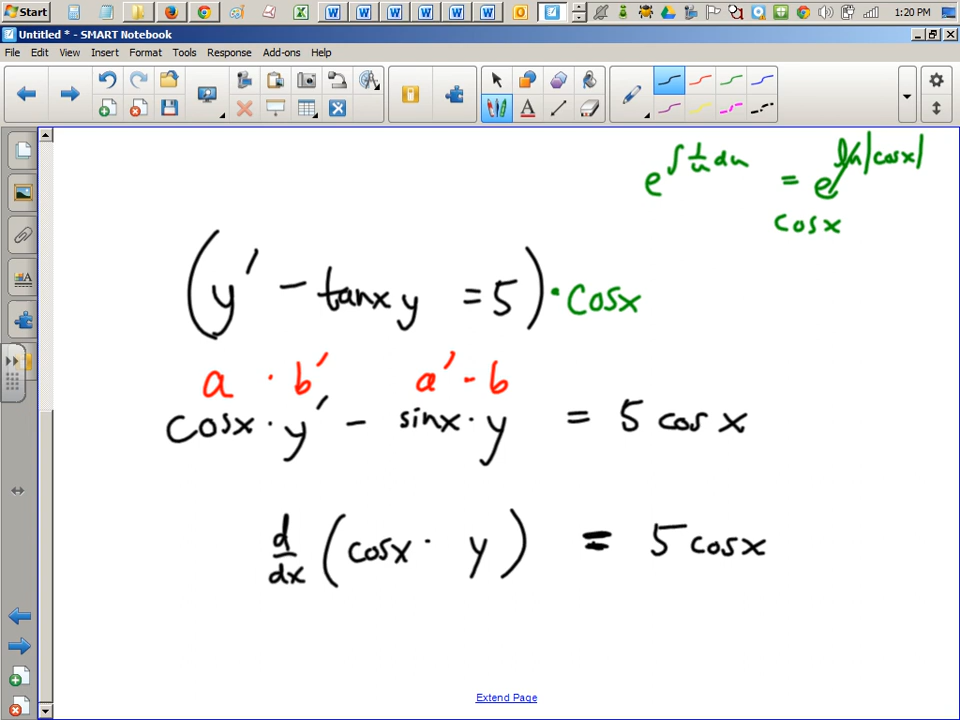 Start
1:20 PM
Untitled * - SMART Notebook
File Edit View Insert Format Tools Response Add-ons Help
e^∫ 1/u du = e^ln|cosx|
cosx
(y' - tanx y = 5) · cosx
a · b' a' · b
cosx · y' - sinx · y = 5 cos x
d/dx (cosx · y) = 5 cosx
Extend Page